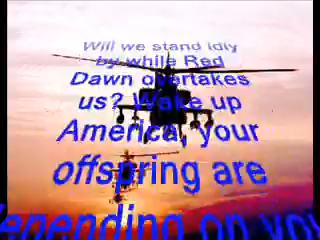 Will we stand idly
by while Red
Dawn overtakes
us? Wake up
America, your
offspring are
depending on you